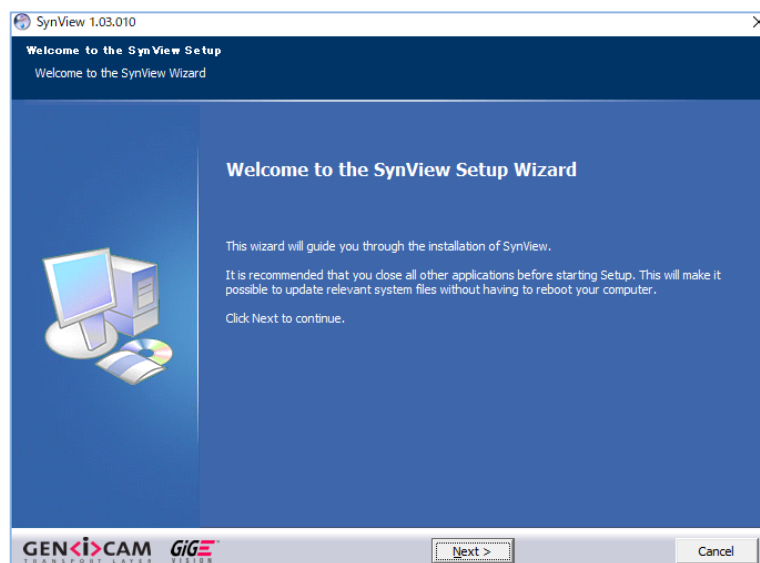 SynView 1.03.010
Welcome to the SynView Setup
Welcome to the SynView Wizard
Welcome to the SynView Setup Wizard
This wizard will guide you through the installation of SynView.
It is recommended that you close all other applications before starting Setup. This will make it
possible to update relevant system files without having to reboot your computer.
Click Next to continue.
GEN<i>CAM GiGE
TRANSPORT LAYER VISION
Next > Cancel